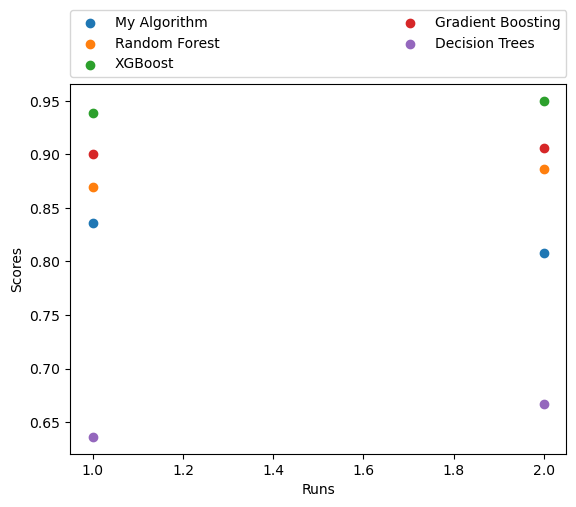 My Algorithm
Random Forest
XGBoost
Gradient Boosting
Decision Trees
0.95
0.90
0.85
0.80
0.75
0.70
0.65
Scores
1.0 1.2 1.4 1.6 1.8 2.0
Runs